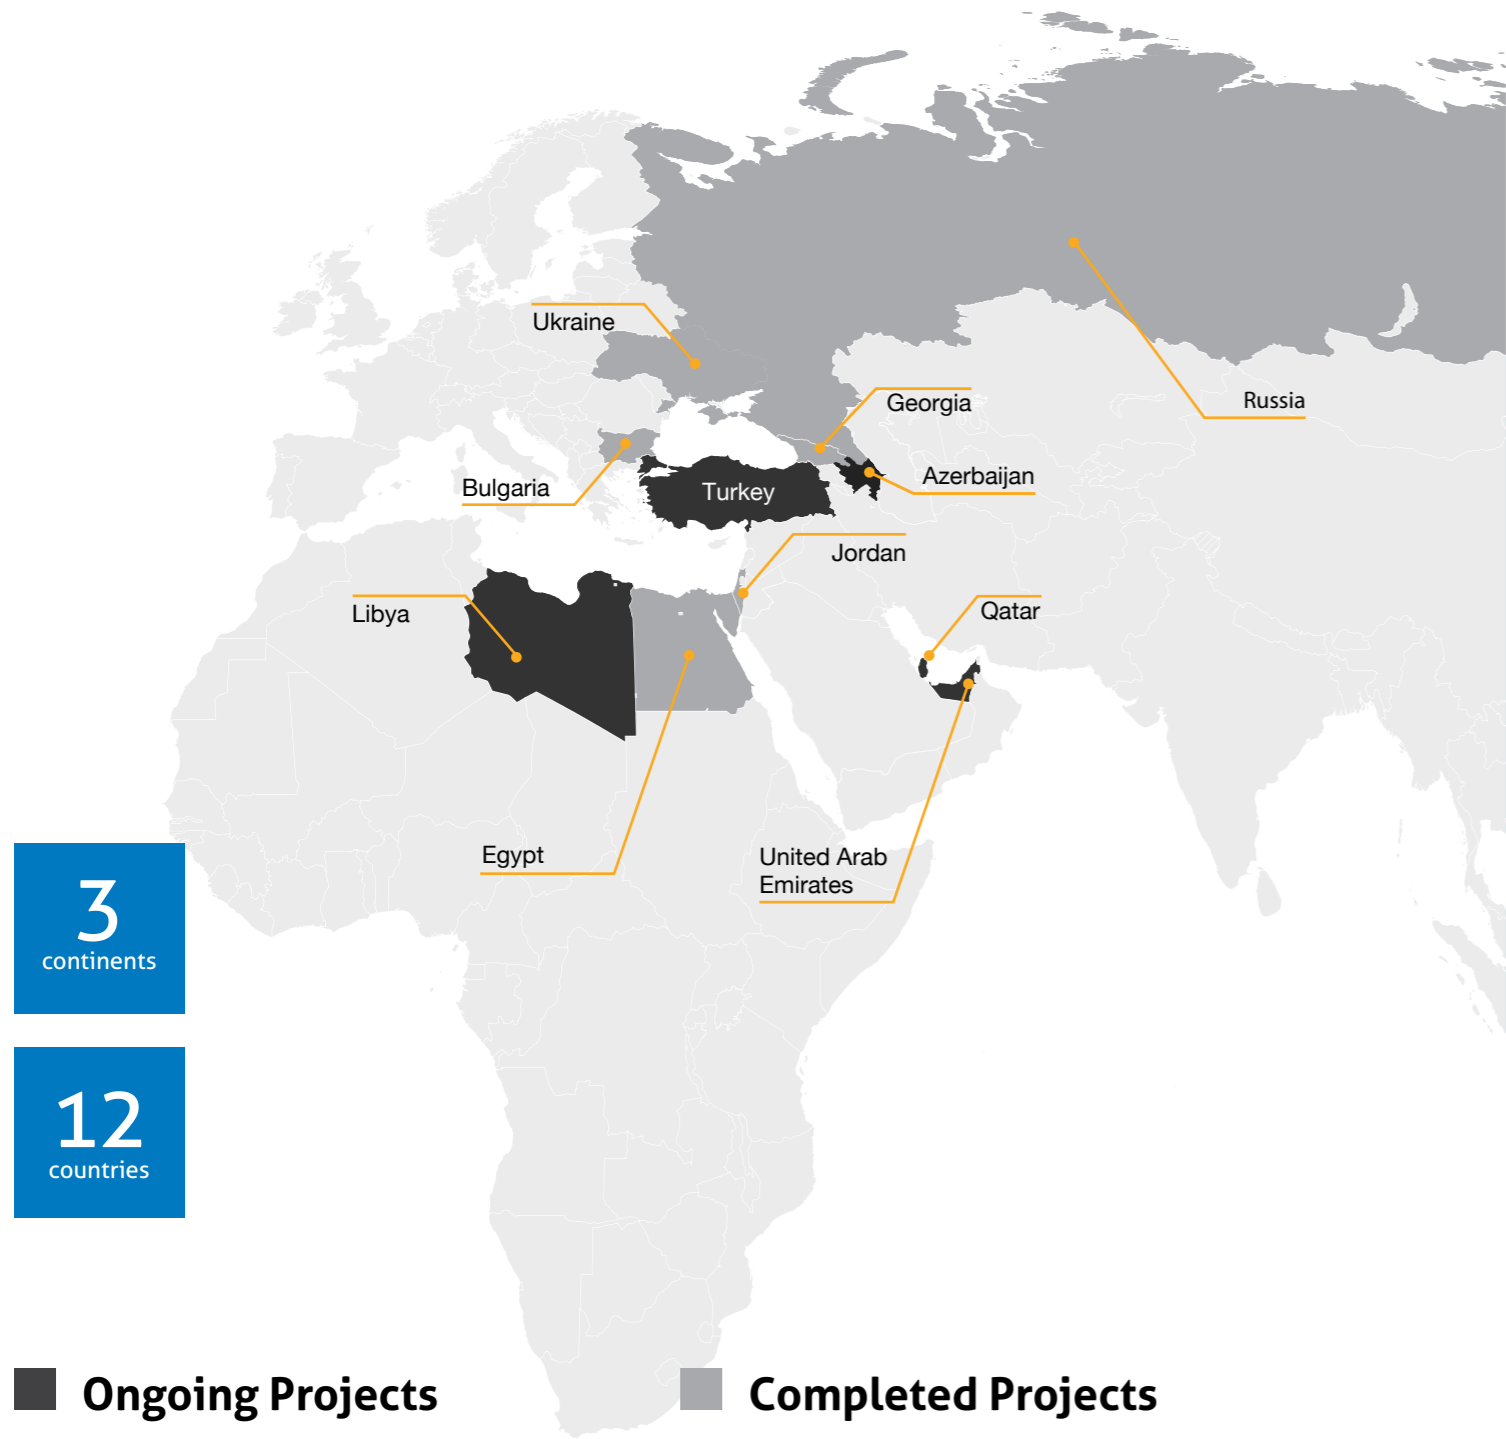 Ukraine
Georgia
Russia
Bulgaria
Turkey
Azerbaijan
Jordan
Libya
Qatar
Egypt
United Arab
Emirates
3
continents
12
countries
Ongoing Projects
Completed Projects